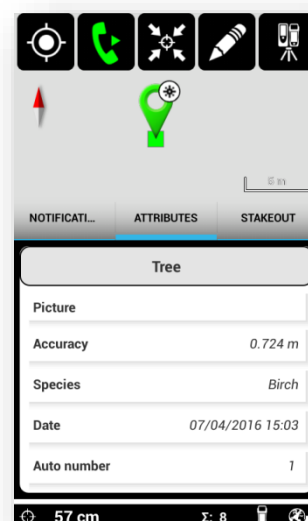 5 m
NOTIFICATI... ATTRIBUTES STAKEOUT
Tree
Picture
Accuracy 0.724 m
Species Birch
Date 07/04/2016 15:03
Auto number 1
57 cm Σ: 8